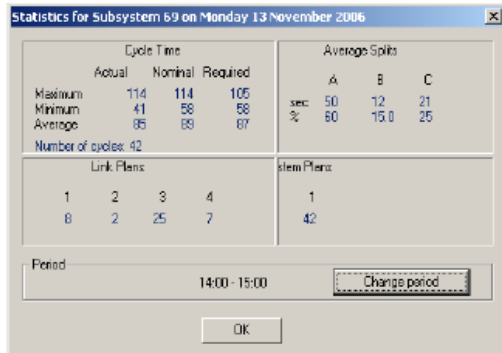 Statistics for Subsystem 69 on Monday 13 November 2006
Cycle Time
Actual Nominal Required
Maximum 114 114 105
Minimum 41 58 58
Average 85 89 87
Number of cycles: 42
Average Splits
A B C
sec 50 12 21
% 60 15.0 25
Link Plans
1 2 3 4
8 2 25 7
stem Plans
1
42
Period
14:00 - 15:00
Change period
OK